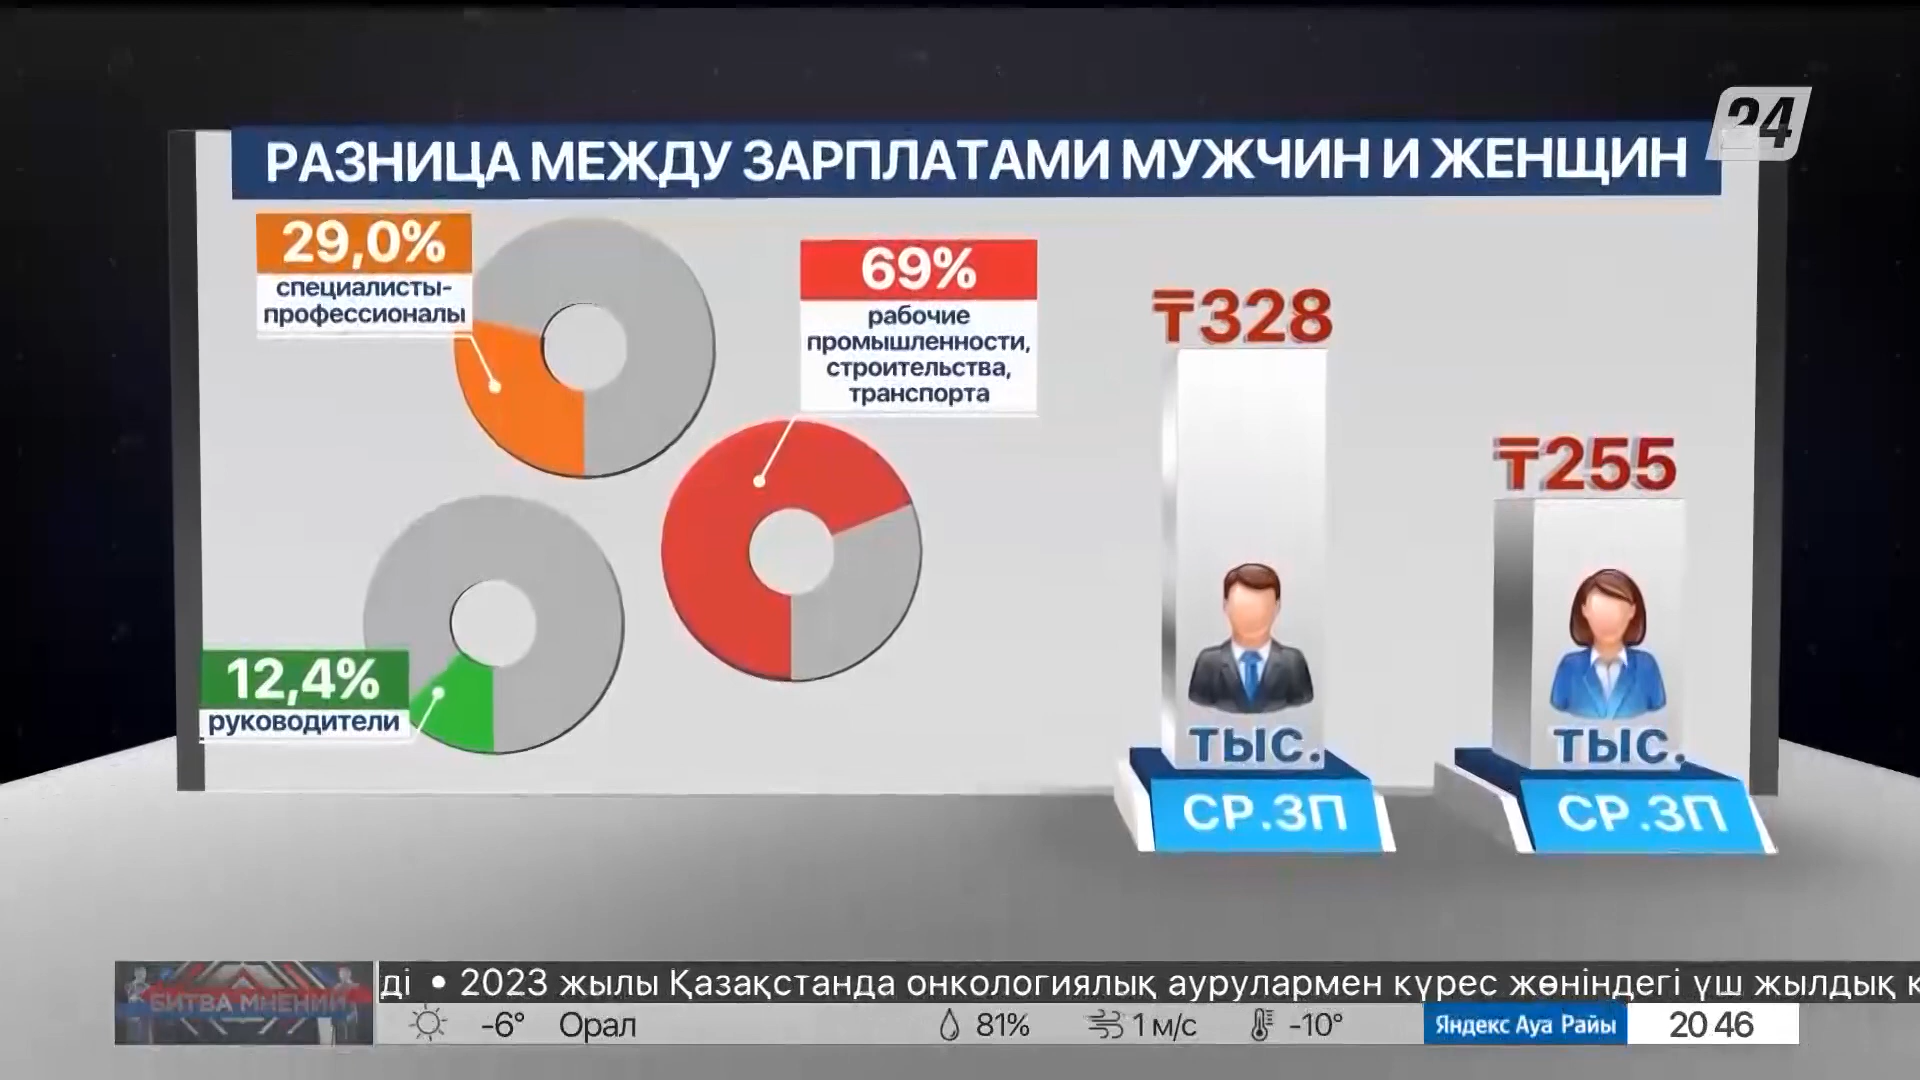 24
РАЗНИЦА МЕЖДУ ЗАРПЛАТАМИ МУЖЧИН И ЖЕНЩИН
29,0%
специалисты-
профессионалы
69%
рабочие
промышленности,
строительства,
транспорта
12,4%
руководители
₸328
ТЫС.
СР.ЗП
₸255
ТЫС.
СР.ЗП
БИТВА МНЕНИЙ
ді • 2023 жылы Қазақстанда онкологиялық аурулармен күрес жөніндегі үш жылдық к
-6° Орал 81% 1 м/с -10° Яндекс Ауа Райы 20 46